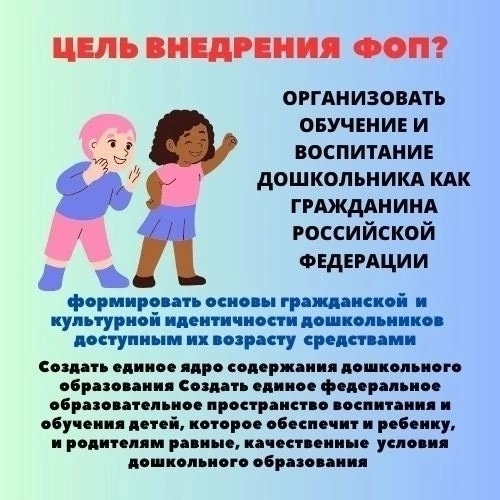 ЦЕЛЬ ВНЕДРЕНИЯ ФОП?
ОРГАНИЗОВАТЬ
ОБУЧЕНИЕ И
ВОСПИТАНИЕ
ДОШКОЛЬНИКА КАК
ГРАЖДАНИНА
РОССИЙСКОЙ
ФЕДЕРАЦИИ
формировать основы гражданской и
культурной идентичности дошкольников
доступным их возрасту средствами
Создать единое ядро содержания дошкольного
образования Создать единое федеральное
образовательное пространство воспитания и
обучения детей, которое обеспечит и ребенку,
и родителям равные, качественные условия
дошкольного образования